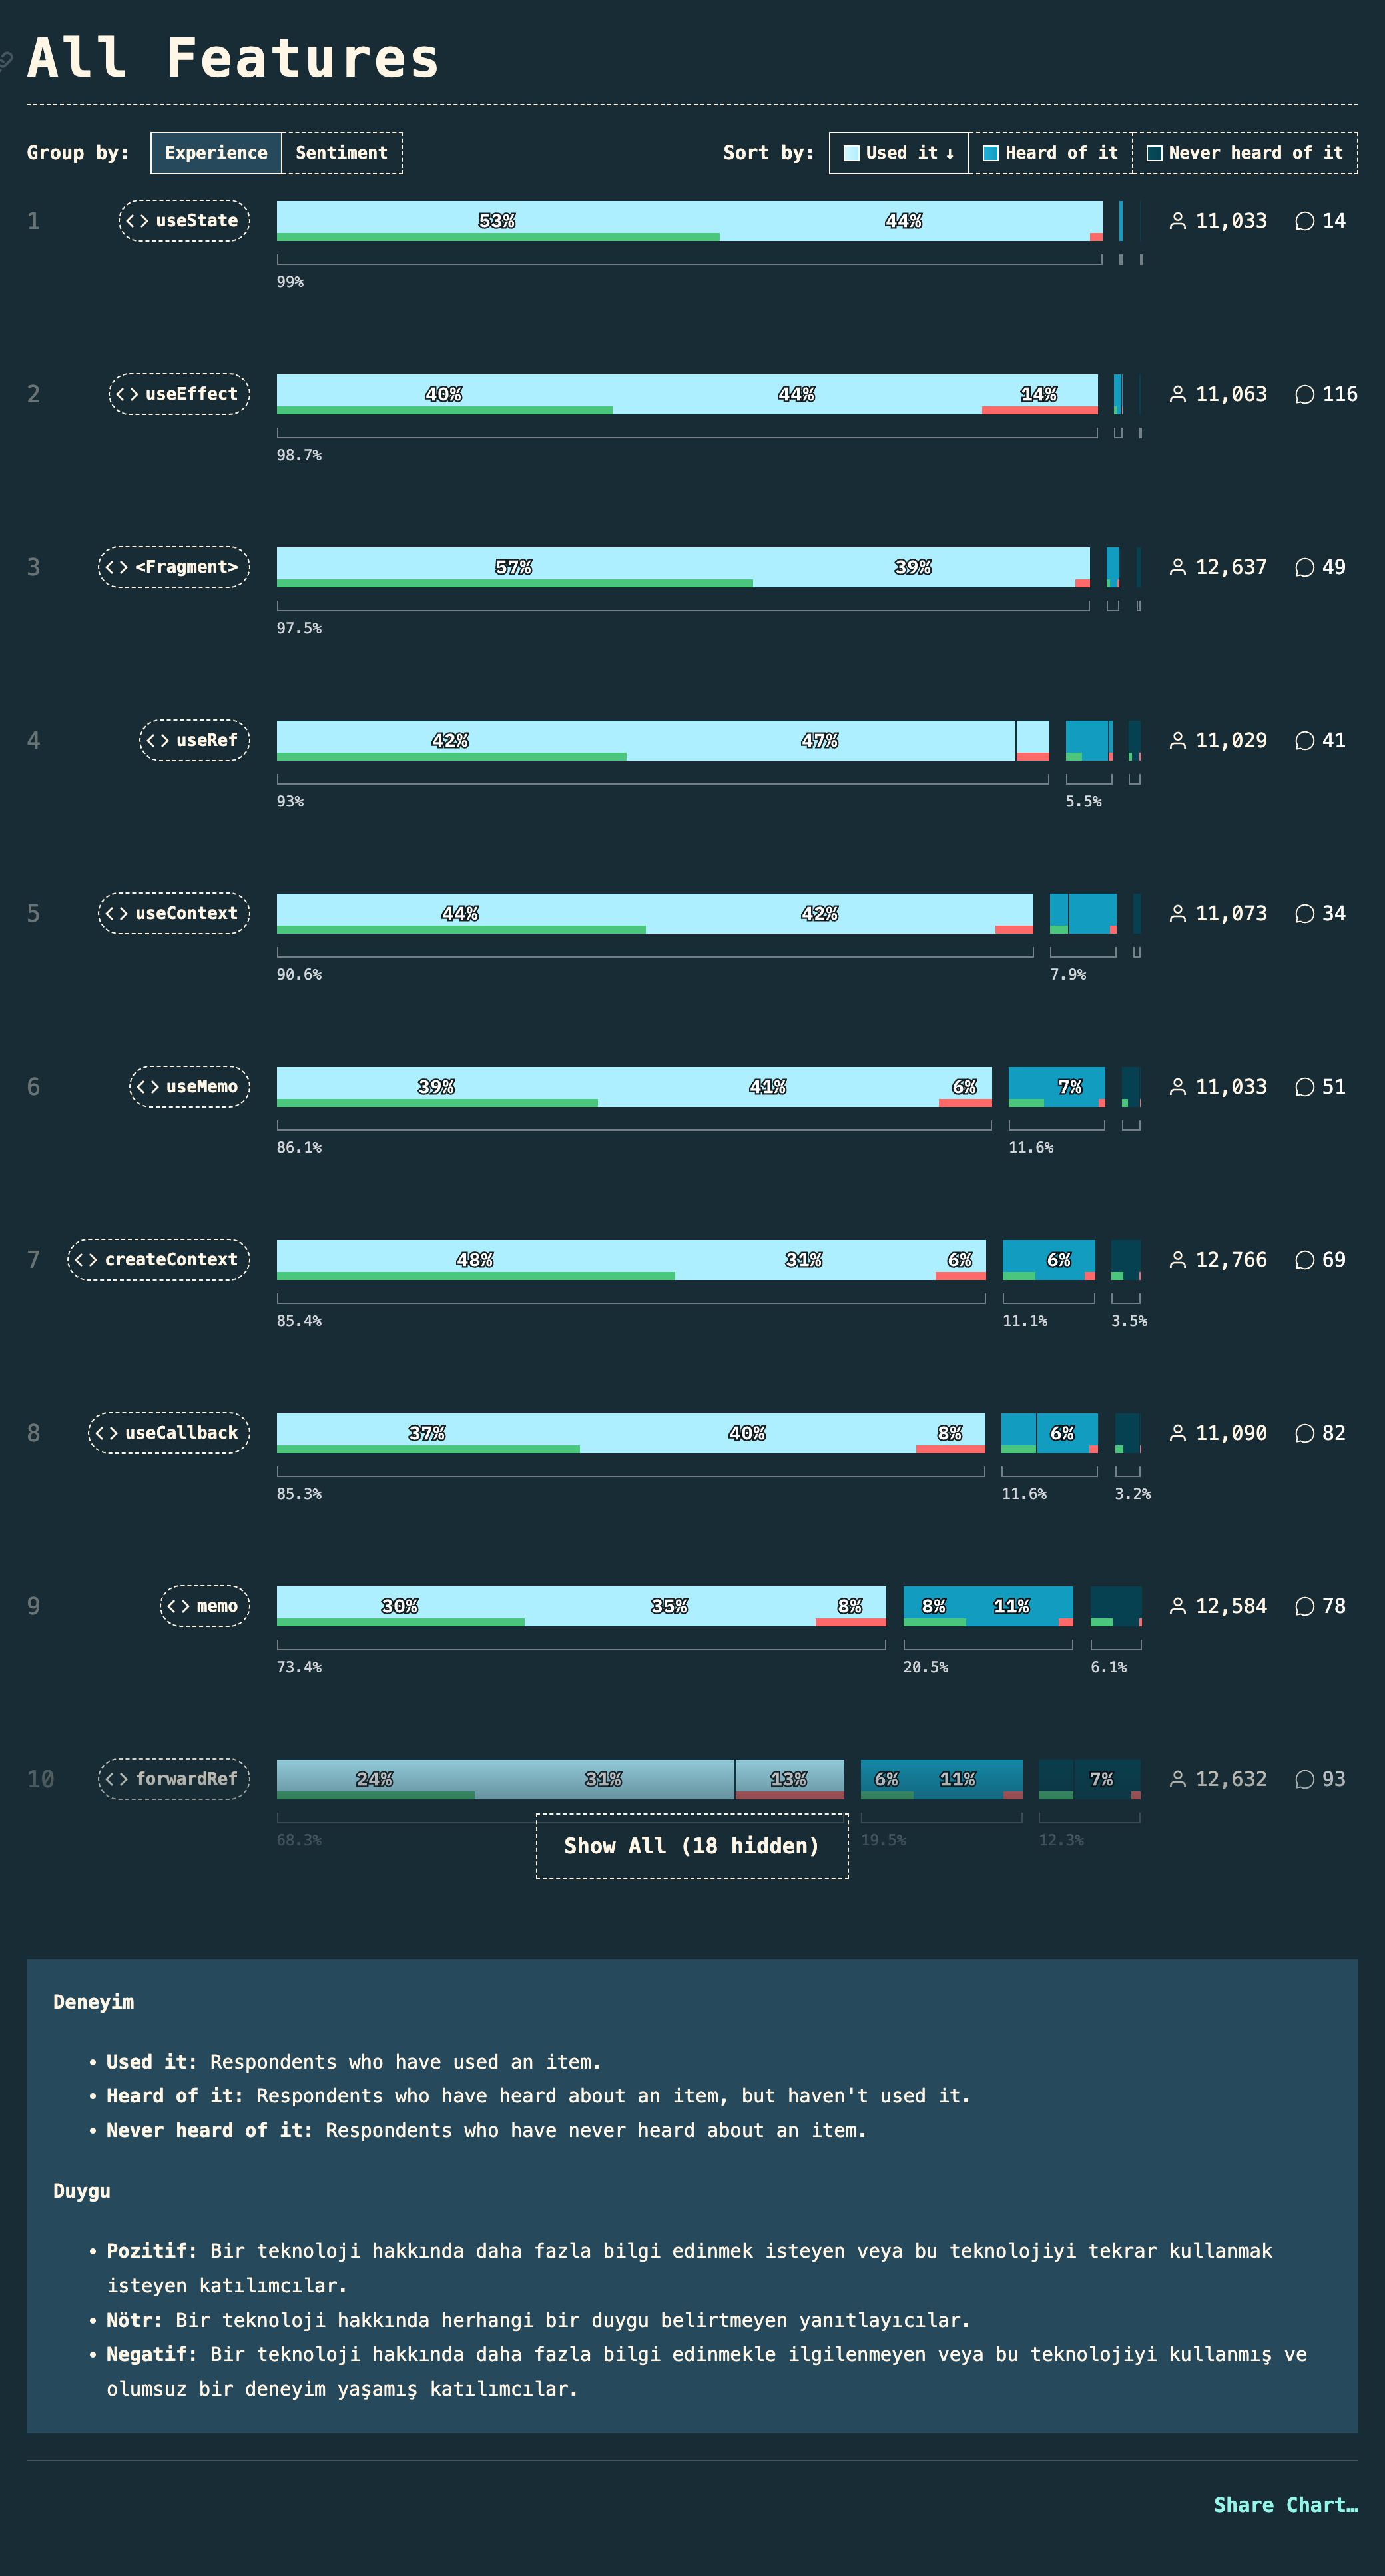 All Features
Group by: Experience Sentiment Sort by: Used it ↓ Heard of it Never heard of it
1 <> useState 53% 44% 11,033 14
99%
2 <> useEffect 40% 44% 14% 11,063 116
98.7%
3 <> <Fragment> 57% 39% 12,637 49
97.5%
4 <> useRef 42% 47% 11,029 41
93% 5.5%
5 <> useContext 44% 42% 11,073 34
90.6% 7.9%
6 <> useMemo 39% 41% 6% 7% 11,033 51
86.1% 11.6%
7 <> createContext 48% 31% 6% 6% 12,766 69
85.4% 11.1% 3.5%
8 <> useCallback 37% 40% 8% 6% 11,090 82
85.3% 11.6% 3.2%
9 <> memo 30% 35% 8% 8% 11% 12,584 78
73.4% 20.5% 6.1%
10 <> forwardRef 24% 31% 13% 6% 11% 7% 12,632 93
68.3% 19.5% 12.3%
Show All (18 hidden)
Deneyim
• Used it: Respondents who have used an item.
• Heard of it: Respondents who have heard about an item, but haven't used it.
• Never heard of it: Respondents who have never heard about an item.
Duygu
• Pozitif: Bir teknoloji hakkında daha fazla bilgi edinmek isteyen veya bu teknolojiyi tekrar kullanmak
isteyen katılımcılar.
• Nötr: Bir teknoloji hakkında herhangi bir duygu belirtmeyen yanıtlayıcılar.
• Negatif: Bir teknoloji hakkında daha fazla bilgi edinmekle ilgilenmeyen veya bu teknolojiyi kullanmış ve
olumsuz bir deneyim yaşamış katılımcılar.
Share Chart…